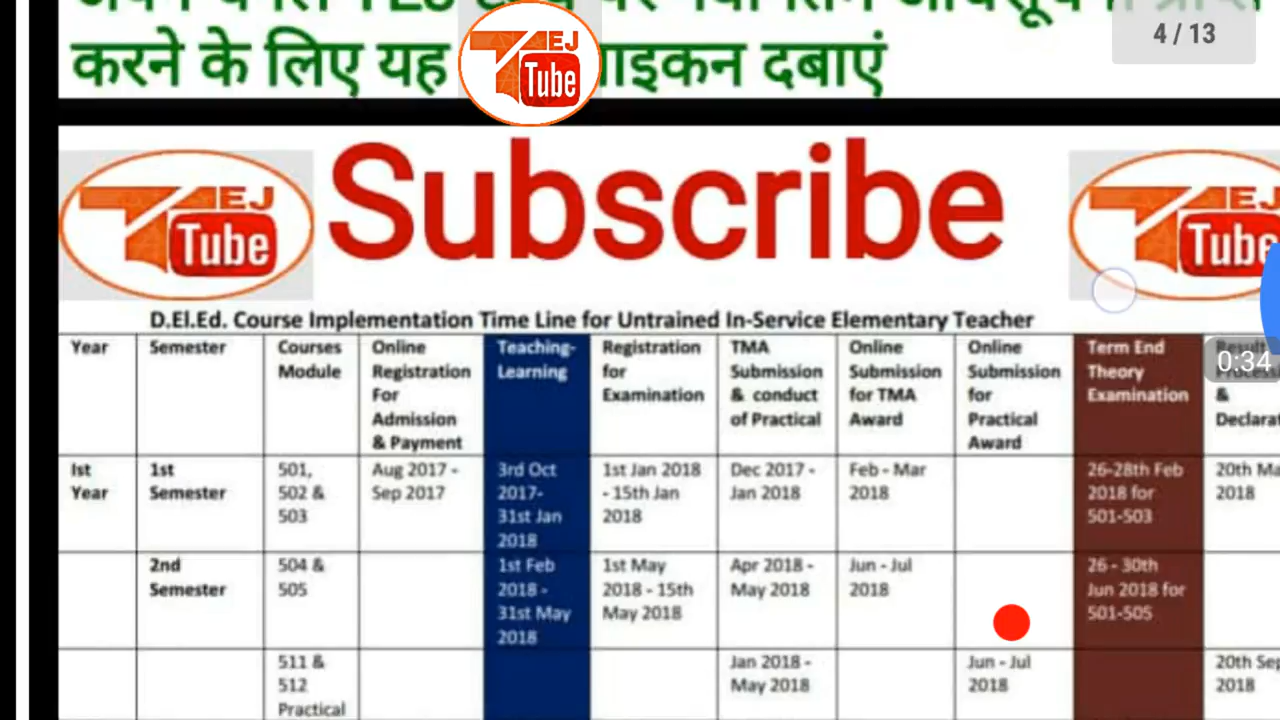 4 / 13
करने के लिए यह
EJ
Tube
दबाएं
EJ
Tube
Subscribe
EJ
Tube
D.El.Ed. Course Implementation Time Line for Untrained In-Service Elementary Teacher
Year
Semester
Courses
Module
Online
Registration
For
Admission
& Payment
Teaching-
Learning
Registration
for
Examination
TMA
Submission
& conduct
of Practical
Online
Submission
for TMA
Award
Online
Submission
for
Practical
Award
Term End
Theory
Examination
&
0:34
Ist
Year
1st
Semester
501,
502 &
503
Aug 2017 -
Sep 2017
3rd Oct
2017-
31st Jan
2018
1st Jan 2018
- 15th Jan
2018
Dec 2017 -
Jan 2018
Feb - Mar
2018
26-28th Feb
2018 for
501-503
20th
2018
2nd
Semester
504 &
505
1st Feb
2018 -
31st May
2018
1st May
2018 - 15th
May 2018
Apr 2018 -
May 2018
Jun - Jul
2018
26 - 30th
Jun 2018 for
501-505
511 &
512
Practical
Jan 2018 -
May 2018
Jun - Jul
2018
20th
2018